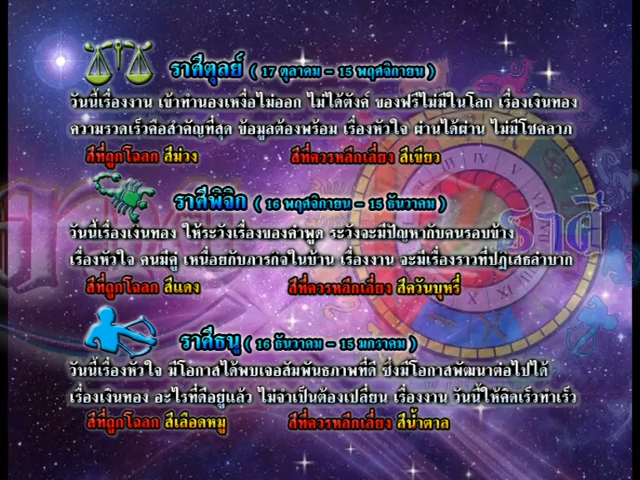 ราศีตุลย์ ( 17 ตุลาคม - 15 พฤศจิกายน )
วันนี้เรื่องงาน เข้าทำนองเหงื่อไม่ออก ไม่ได้ตังค์ ของฟรีไม่มีในโลก เรื่องเงินทอง
ความรวดเร็วคือสำคัญที่สุด ข้อมูลต้องพร้อม เรื่องหัวใจ ผ่านได้ผ่าน ไม่มีโชคลาภ
สีที่ถูกโฉลก สีม่วง สีที่ควรหลีกเลี่ยง สีเขียว
ราศีพิจิก ( 16 พฤศจิกายน - 15 ธันวาคม )
วันนี้เรื่องเงินทอง ให้ระวังเรื่องของคำพูด ระวังจะมีปัญหากับคนรอบข้าง
เรื่องหัวใจ คนมีคู่ เหนื่อยกับภารกิจในบ้าน เรื่องงาน จะมีเรื่องราวที่ปฏิเสธลำบาก
สีที่ถูกโฉลก สีแดง สีที่ควรหลีกเลี่ยง สีควันบุหรี่
ราศีธนู ( 16 ธันวาคม - 15 มกราคม )
วันนี้เรื่องหัวใจ มีโอกาสได้พบเจอสัมพันธภาพที่ดี ซึ่งมีโอกาสพัฒนาต่อไปได้
เรื่องเงินทอง อะไรที่ดีอยู่แล้ว ไม่จำเป็นต้องเปลี่ยน เรื่องงาน วันนี้ให้คิดเร็วทำเร็ว
สีที่ถูกโฉลก สีเลือดหมู สีที่ควรหลีกเลี่ยง สีน้ำตาล
ราศี